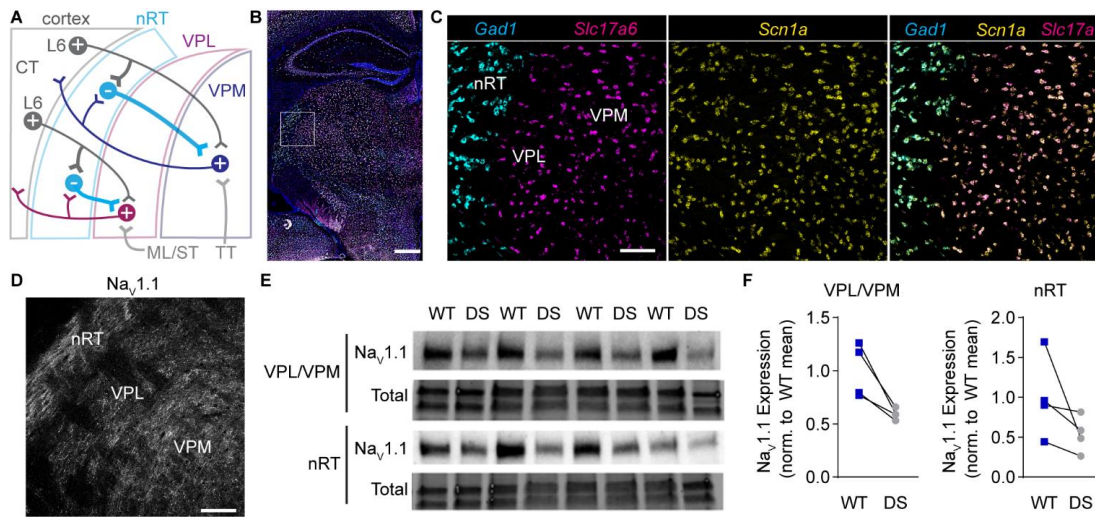 A
cortex
nRT
L6
VPL
CT
VPM
L6
ML/ST
TT
B
C
Gad1
Slc17a6
Scn1a
Gad1
Scn1a
Slc17a
nRT
VPM
VPL
D
NaV1.1
nRT
VPL
VPM
E
WT DS WT DS WT DS WT DS
VPL/VPM
NaV1.1
Total
nRT
NaV1.1
Total
F
VPL/VPM
NaV1.1 Expression
(norm. to WT mean)
1.5
1.0
0.5
0.0
WT DS
nRT
NaV1.1 Expression
(norm. to WT mean)
2.0
1.5
1.0
0.5
0.0
WT DS